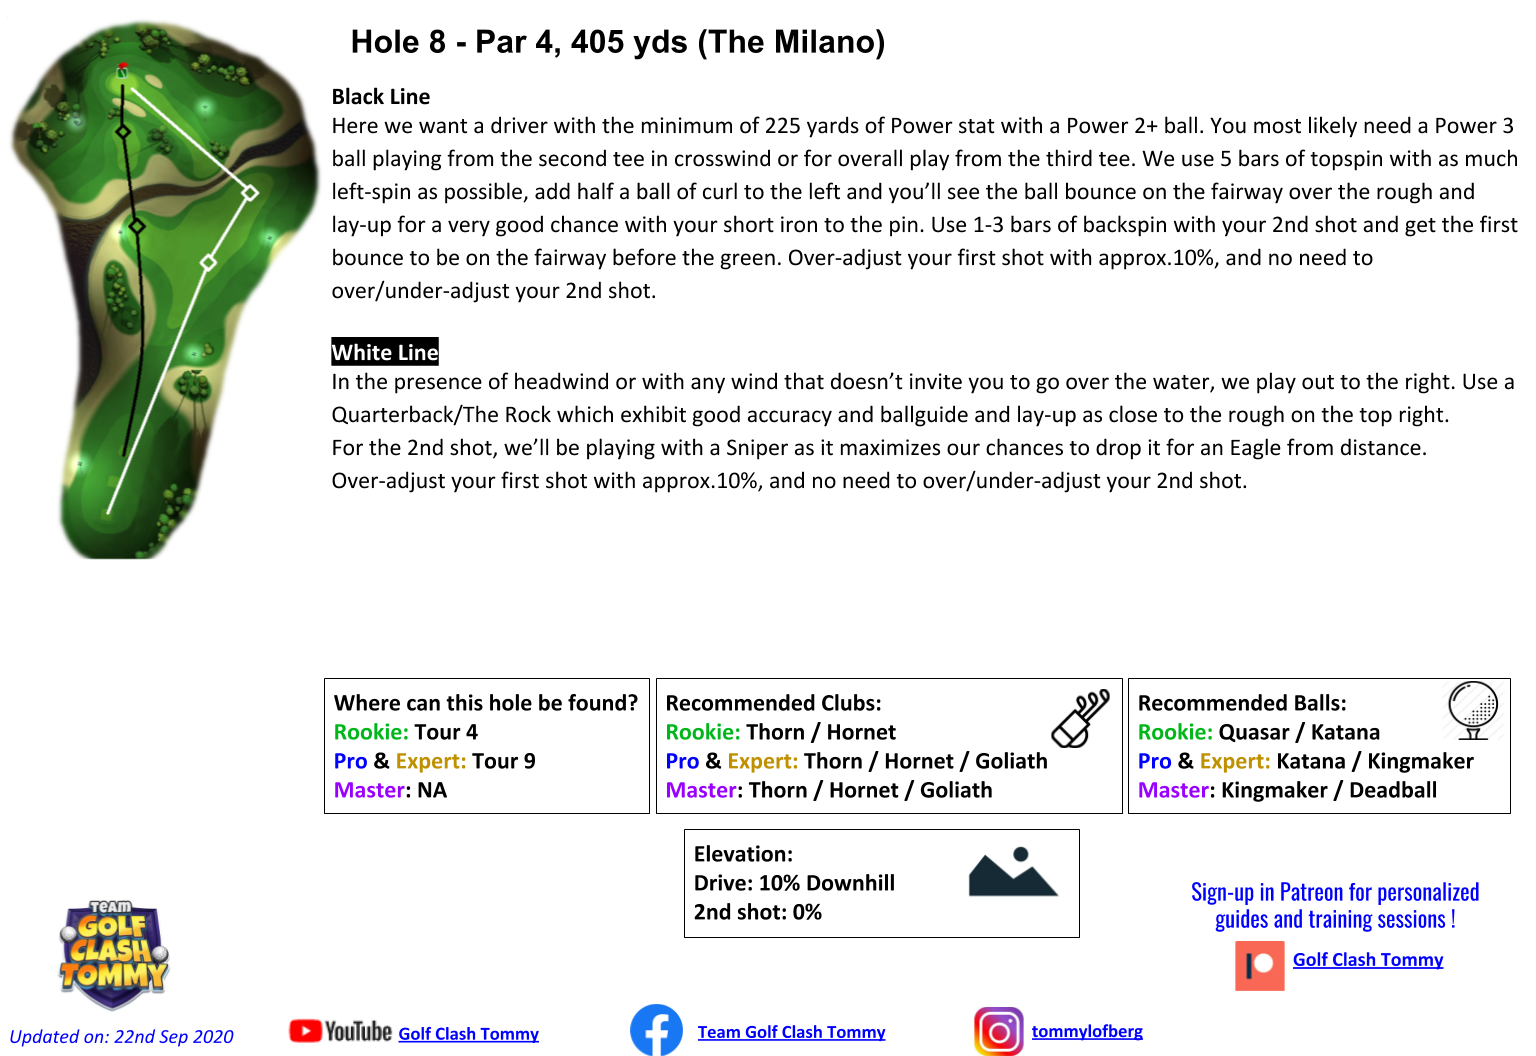 Hole 8 - Par 4, 405 yds (The Milano)
Black Line
Here we want a driver with the minimum of 225 yards of Power stat with a Power 2+ ball. You most likely need a Power 3
ball playing from the second tee in crosswind or for overall play from the third tee. We use 5 bars of topspin with as much
left-spin as possible, add half a ball of curl to the left and you’ll see the ball bounce on the fairway over the rough and
lay-up for a very good chance with your short iron to the pin. Use 1-3 bars of backspin with your 2nd shot and get the first
bounce to be on the fairway before the green. Over-adjust your first shot with approx.10%, and no need to
over/under-adjust your 2nd shot.
White Line
In the presence of headwind or with any wind that doesn’t invite you to go over the water, we play out to the right. Use a
Quarterback/The Rock which exhibit good accuracy and ballguide and lay-up as close to the rough on the top right.
For the 2nd shot, we’ll be playing with a Sniper as it maximizes our chances to drop it for an Eagle from distance.
Over-adjust your first shot with approx.10%, and no need to over/under-adjust your 2nd shot.
Where can this hole be found?
Rookie: Tour 4
Pro & Expert: Tour 9
Master: NA
Recommended Clubs:
Rookie: Thorn / Hornet
Pro & Expert: Thorn / Hornet / Goliath
Master: Thorn / Hornet / Goliath
Recommended Balls:
Rookie: Quasar / Katana
Pro & Expert: Katana / Kingmaker
Master: Kingmaker / Deadball
Elevation:
Drive: 10% Downhill
2nd shot: 0%
Sign-up in Patreon for personalized
guides and training sessions !
Golf Clash Tommy
TEAM
GOLF
CLASH
TOMMY
Updated on: 22nd Sep 2020
YouTube Golf Clash Tommy
Team Golf Clash Tommy
tommylofberg